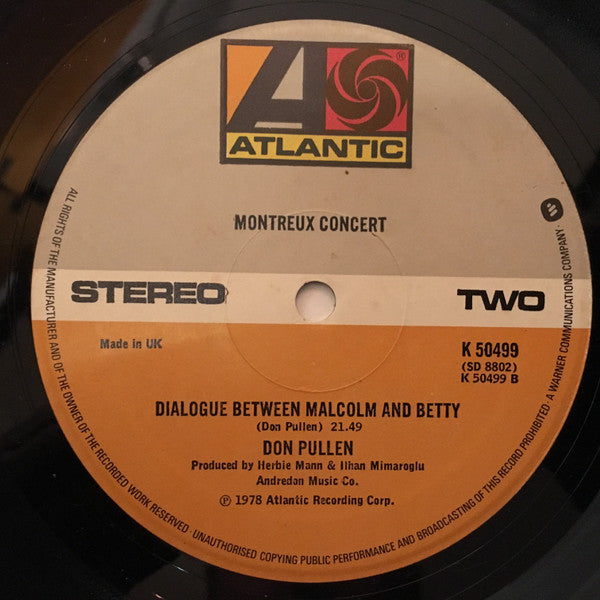 A
®
ATLANTIC
MONTREUX CONCERT
STEREO
TWO
Made in UK
K 50499
(SD 8802)
K 50499 B
DIALOGUE BETWEEN MALCOLM AND BETTY
(Don Pullen) 21.49
DON PULLEN
Produced by Herbie Mann & Ilhan Mimaroglu
Andredan Music Co.
℗ 1978 Atlantic Recording Corp.
ALL RIGHTS OF THE MANUFACTURER AND OF THE OWNER OF THE RECORDED WORK RESERVED · UNAUTHORISED COPYING PUBLIC PERFORMANCE AND BROADCASTING OF THIS RECORD PROHIBITED · A WARNER COMMUNICATIONS COMPANY ·